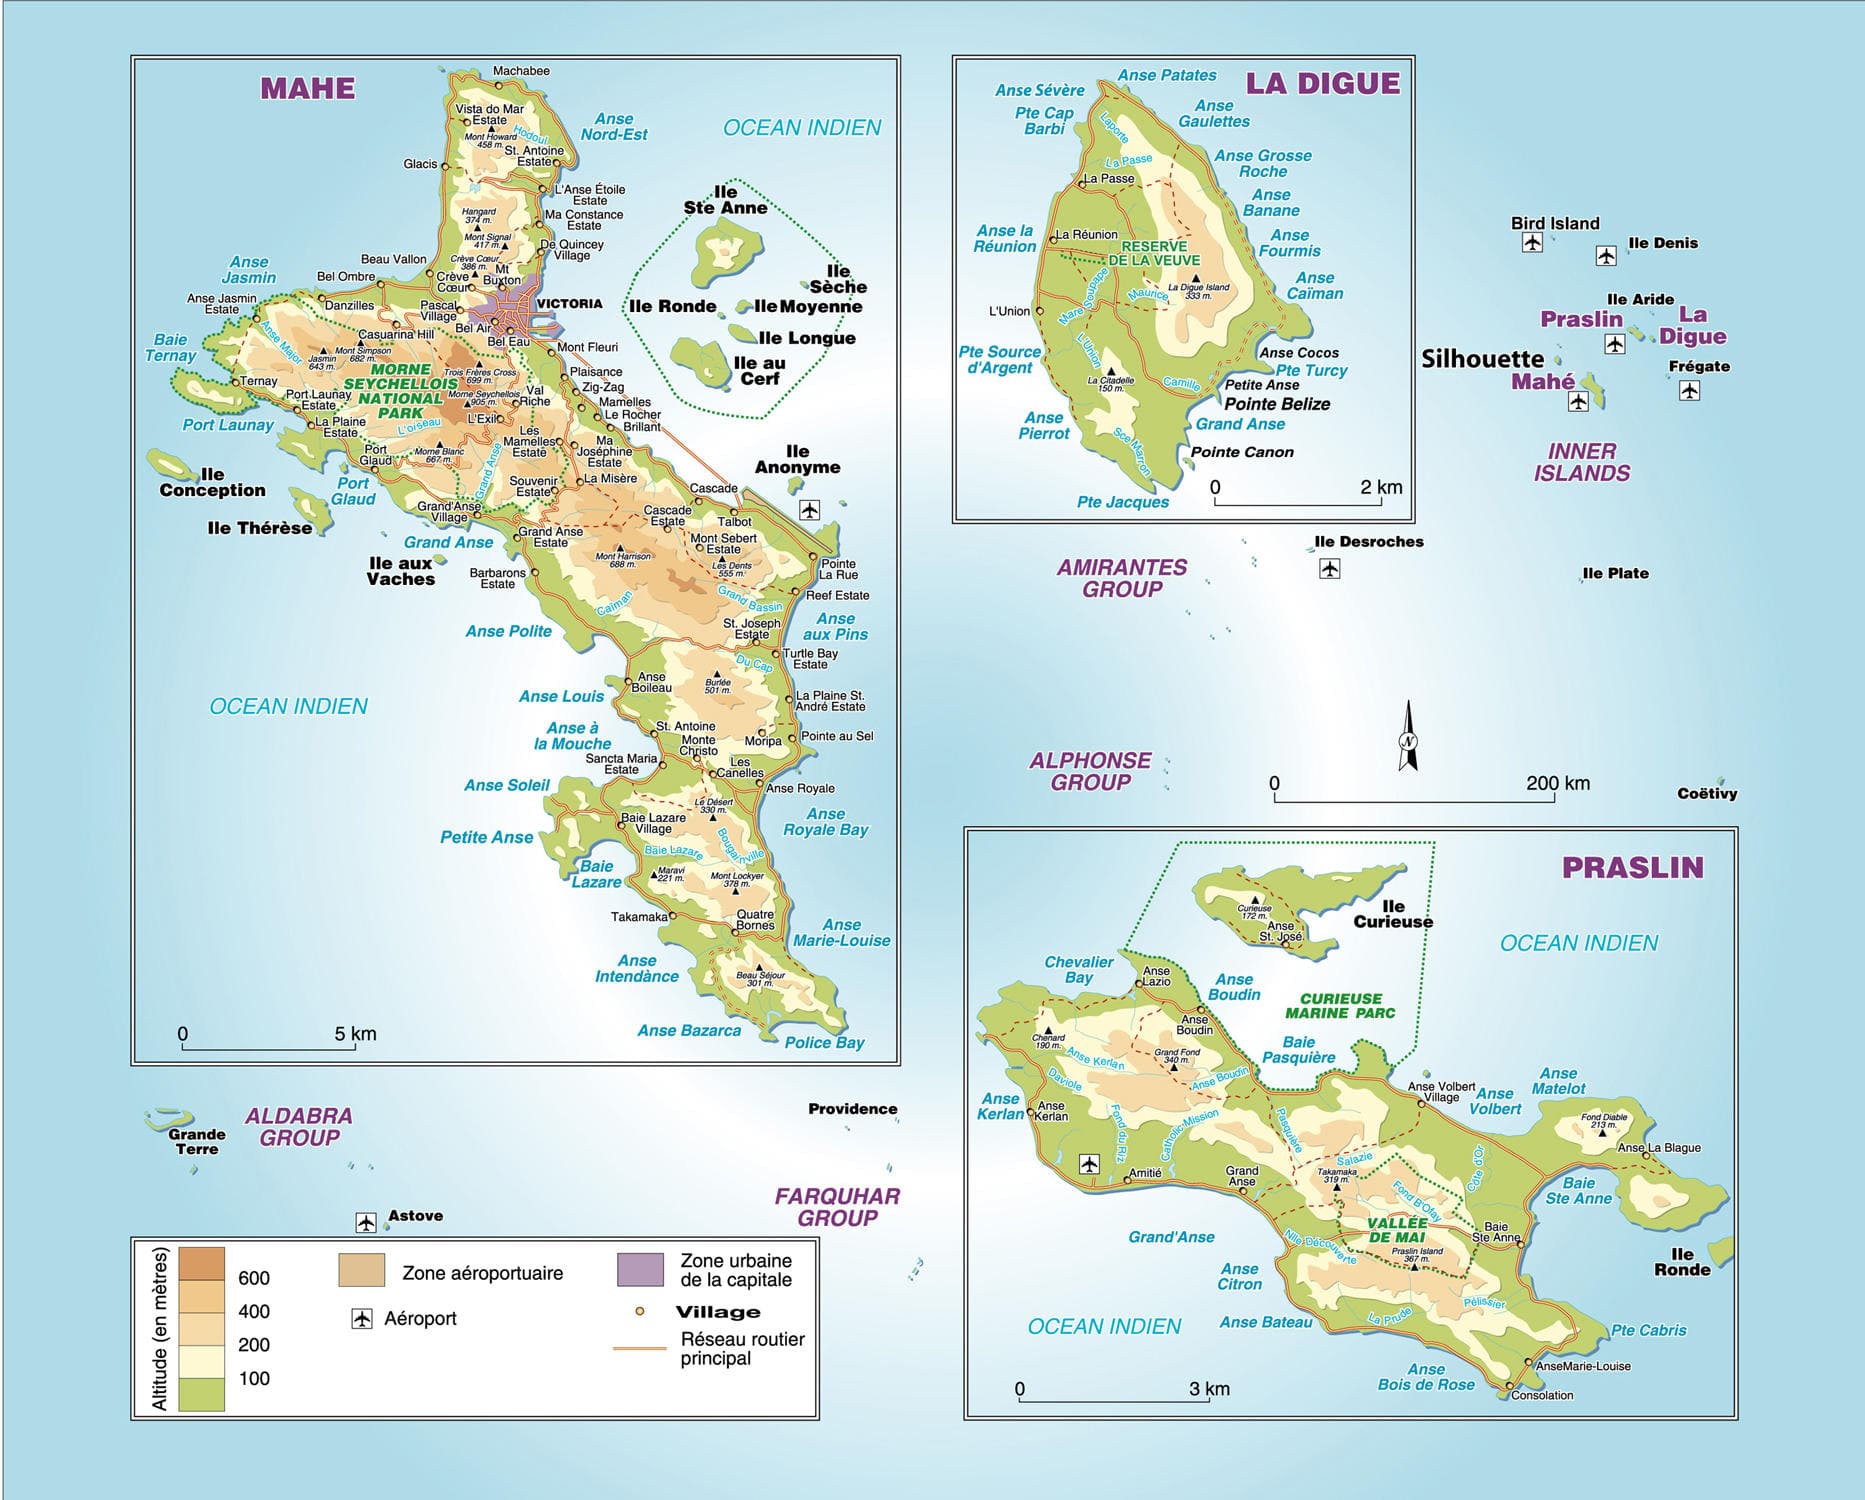 MAHE
Machabee
Vista do Mar
Estate
Mont Howard
458 m.
Hodoul
St. Antoine
Estate
Anse
Nord-Est
OCEAN INDIEN
Glacis
L'Anse Étoile
Estate
Ma Constance
Estate
Hangard
374 m.
Mont Signal
417 m.
De Quincey
Village
Crève Cœur
386 m.
Beau Vallon
Crève
Cœur
Mt
Buxton
Bel Ombre
Anse
Jasmin
Anse Jasmin
Estate
Danzilles
Pascal
Village
VICTORIA
Bel Air
Bel Eau
Casuarina Hill
Baie
Ternay
Anse Major
Jasmin
643 m.
Mont Simpson
682 m.
Mont Fleuri
Trois Frères Cross
699 m.
MORNE
SEYCHELLOIS
NATIONAL
PARK
Morne Seychellois
905 m.
Plaisance
Zig-Zag
Mamelles
Le Rocher
Brillant
Val
Riche
L'Exil
Ternay
Port Launay
Estate
La Plaine
Estate
Port Launay
L'oiseau
Morne Blanc
667 m.
Les
Mamelles
Estate
Ma
Joséphine
Estate
Port
Glaud
Grand Anse
Souvenir
Estate
La Misère
Ile
Conception
Port
Glaud
Ile Thérèse
Grand'Anse
Village
Grand Anse
Grand Anse
Estate
Ile aux
Vaches
Barbarons
Estate
Cascade
Cascade
Estate
Talbot
Mont Sebert
Estate
Mont Harrison
688 m.
Les Dents
555 m.
Pointe
La Rue
Reef Estate
Grand Bassin
Caïman
Anse Polite
St. Joseph
Estate
Anse
aux Pins
Du Cap
Turtle Bay
Estate
Anse
Boileau
Burlée
501 m.
La Plaine St.
André Estate
Anse Louis
St. Antoine
Monte
Christo
Moripa
Pointe au Sel
Anse à
la Mouche
Sancta Maria
Estate
Les
Canelles
Anse Royale
Anse Soleil
Le Désert
330 m.
Anse
Royale Bay
Baie Lazare
Village
Petite Anse
Baie Lazare
Bougainville
Baie
Lazare
Maravi
221 m.
Mont Lockyer
378 m.
Takamaka
Quatre
Bornes
Anse
Marie-Louise
Anse
Intendànce
Beau Séjour
301 m.
Anse Bazarca
Police Bay
OCEAN INDIEN
0
5 km
Ile
Ste Anne
Ile
Sèche
Ile Ronde
Ile Moyenne
Ile Longue
Ile au
Cerf
Ile
Anonyme
LA DIGUE
Anse Patates
Anse Sévère
Pte Cap
Barbi
Anse
Gaulettes
Laporte
La Passe
Anse Grosse
Roche
La Passe
Anse
Banane
Anse la
Réunion
La Réunion
RESERVE
DE LA VEUVE
Anse
Fourmis
La Digue Island
333 m.
Anse
Caïman
Mare Soupape
Maurice
L'Union
L'Union
Pte Source
d'Argent
La Citadelle
150 m.
Anse Cocos
Pte Turcy
Camille
Petite Anse
Pointe Belize
Anse
Pierrot
Grand Anse
Sce Marron
Pointe Canon
Pte Jacques
0
2 km
Bird Island
Ile Denis
Ile Aride
Praslin
La
Digue
Silhouette
Mahé
Frégate
INNER
ISLANDS
Ile Desroches
AMIRANTES
GROUP
Ile Plate
ALPHONSE
GROUP
N
0
200 km
Coëtivy
PRASLIN
Ile
Curieuse
Curieuse
172 m.
Anse
St. José
OCEAN INDIEN
Chevalier
Bay
Anse
Lazio
Anse
Boudin
CURIEUSE
MARINE PARC
Anse
Boudin
Baie
Pasquière
Chenard
190 m.
Grand Fond
340 m.
Anse Kerlan
Daviole
Anse Boudin
Anse
Kerlan
Anse
Kerlan
Fond du Riz
Catholic Mission
Pasquière
Anse Volbert
Village
Anse
Volbert
Anse
Matelot
Fond Diable
213 m.
Anse La Blague
Amitié
Grand
Anse
Salazie
Takamaka
319 m.
Côte d'Or
Baie
Ste Anne
Fond B'Ofay
VALLÉE
DE MAI
Baie
Ste Anne
Grand'Anse
Nlle Découverte
Praslin Island
367 m.
Ile
Ronde
Anse
Citron
Pélissier
Anse Bateau
La Prude
Pte Cabris
OCEAN INDIEN
AnseMarie-Louise
Anse
Bois de Rose
Consolation
0
3 km
ALDABRA
GROUP
Grande
Terre
Providence
FARQUHAR
GROUP
Astove
Altitude (en mètres)
600
400
200
100
Zone aéroportuaire
Aéroport
Zone urbaine
de la capitale
Village
Réseau routier
principal